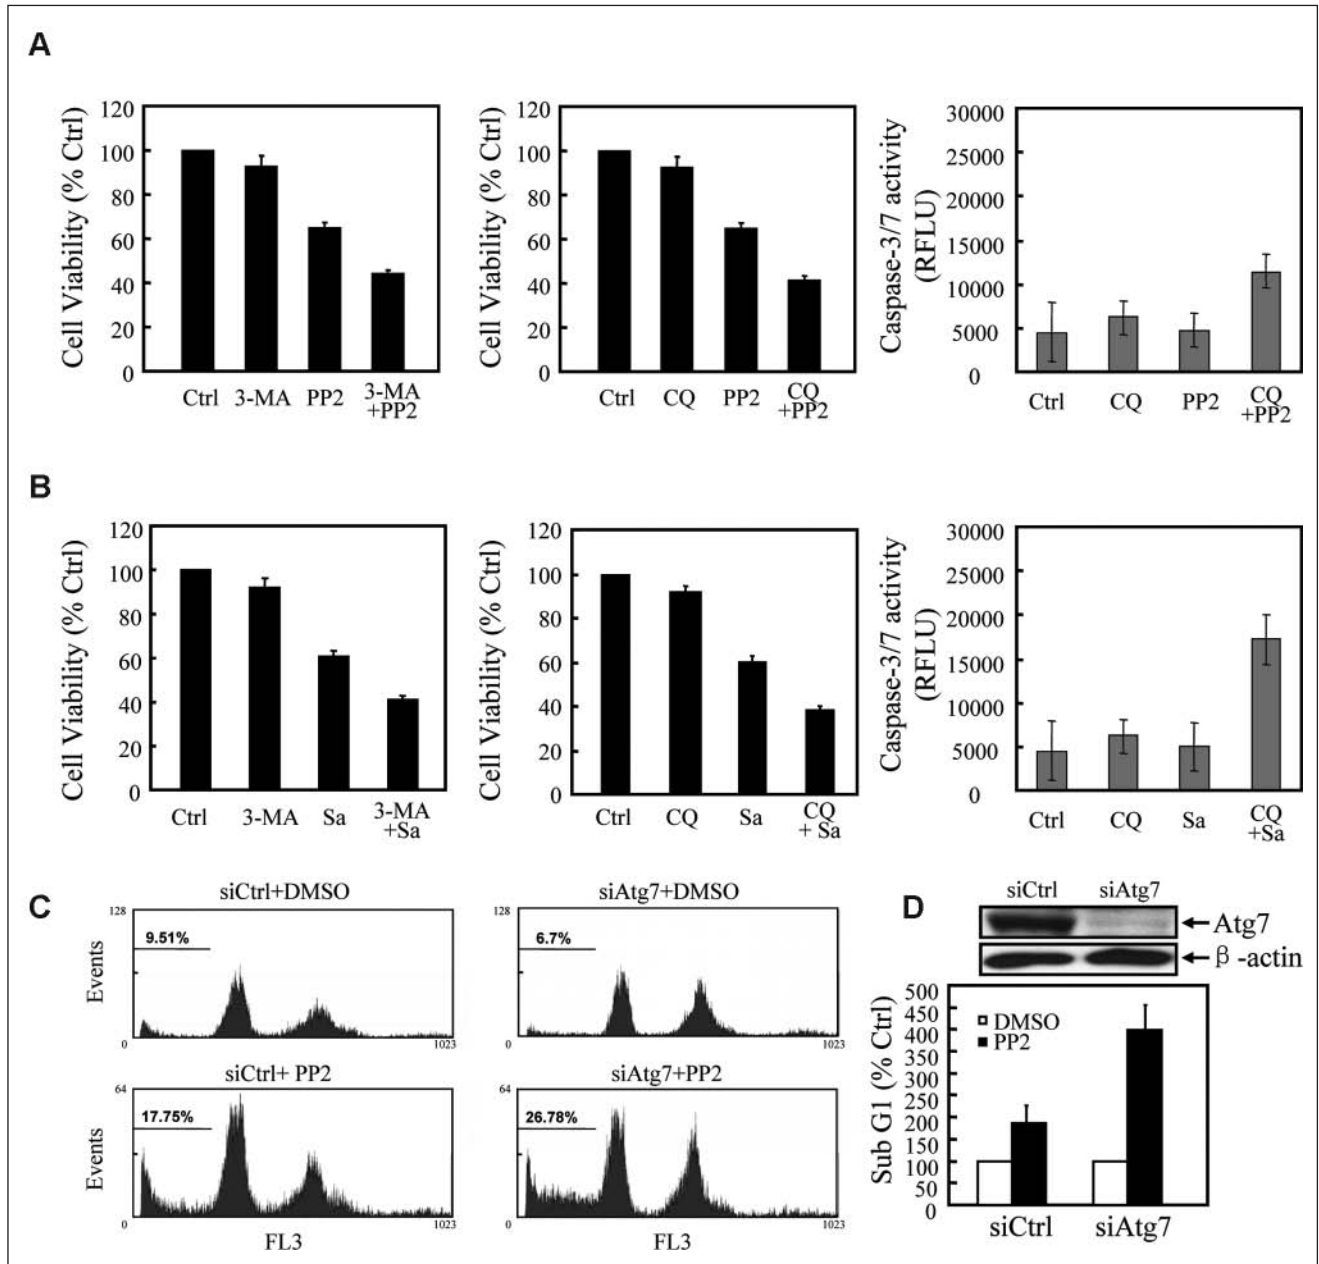 A
Cell Viability (% Ctrl)
120
100
80
60
40
20
0
Ctrl 3-MA PP2 3-MA +PP2
Cell Viability (% Ctrl)
120
100
80
60
40
20
0
Ctrl CQ PP2 CQ +PP2
Caspase-3/7 activity
(RFLU)
30000
25000
20000
15000
10000
5000
0
Ctrl CQ PP2 CQ +PP2
B
Cell Viability (% Ctrl)
120
100
80
60
40
20
0
Ctrl 3-MA Sa 3-MA +Sa
Cell Viability (% Ctrl)
120
100
80
60
40
20
0
Ctrl CQ Sa CQ + Sa
Caspase-3/7 activity
(RFLU)
30000
25000
20000
15000
10000
5000
0
Ctrl CQ Sa CQ +Sa
C
siCtrl+DMSO
128
9.51%
Events
0
1023
siAtg7+DMSO
128
6.7%
0
1023
siCtrl+ PP2
64
17.75%
Events
0
1023
FL3
siAtg7+PP2
64
26.78%
0
1023
FL3
D
siCtrl siAtg7
Atg7
β -actin
Sub G1 (% Ctrl)
500
450
400
350
300
250
200
150
100
50
0
DMSO
PP2
siCtrl siAtg7